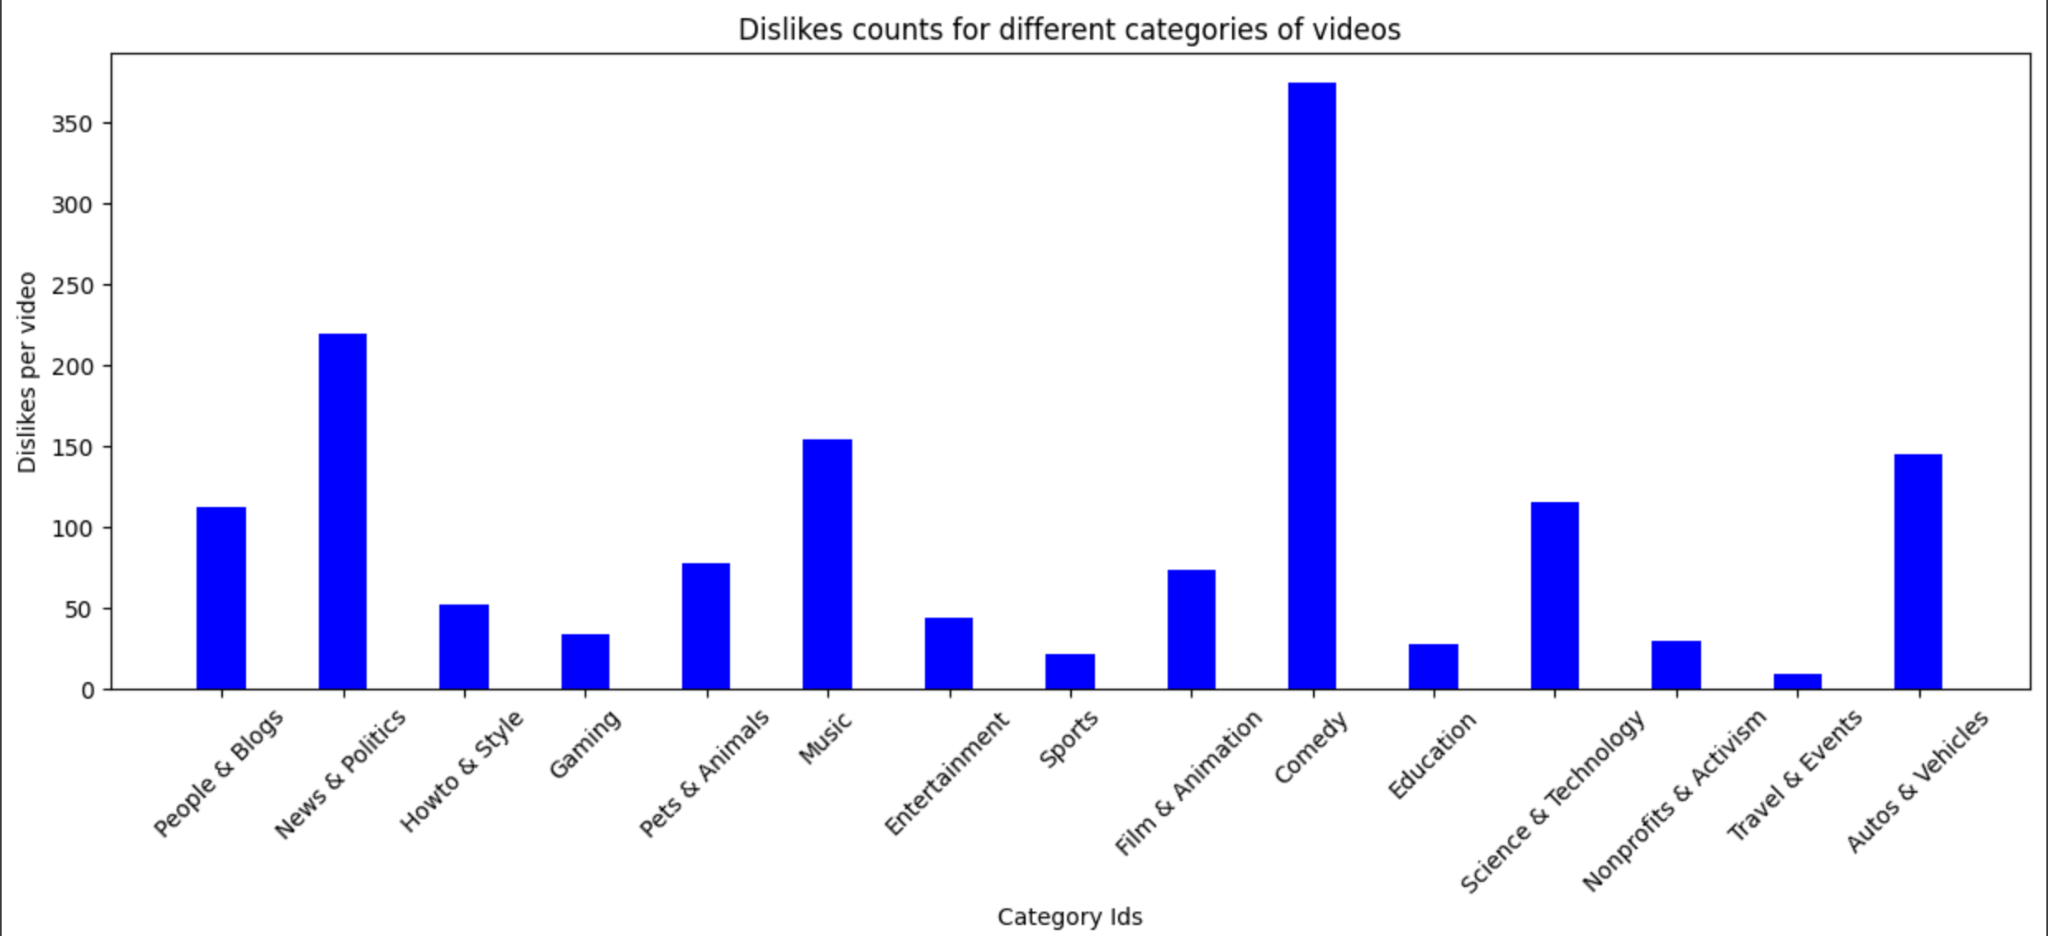 Dislikes counts for different categories of videos
Dislikes per video
350
300
250
200
150
100
50
0
People & Blogs
News & Politics
Howto & Style
Gaming
Pets & Animals
Music
Entertainment
Sports
Film & Animation
Comedy
Education
Science & Technology
Nonprofits & Activism
Travel & Events
Autos & Vehicles
Category Ids